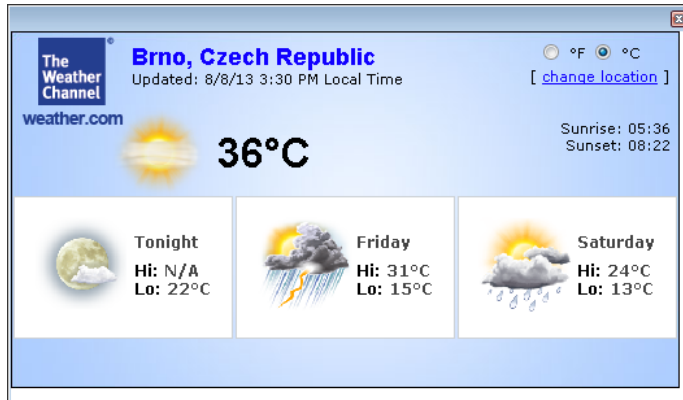 The
Weather
Channel
weather.com
Brno, Czech Republic
Updated: 8/8/13 3:30 PM Local Time
°F °C
[ change location ]
36°C
Sunrise: 05:36
Sunset: 08:22
Tonight
Hi: N/A
Lo: 22°C
Friday
Hi: 31°C
Lo: 15°C
Saturday
Hi: 24°C
Lo: 13°C